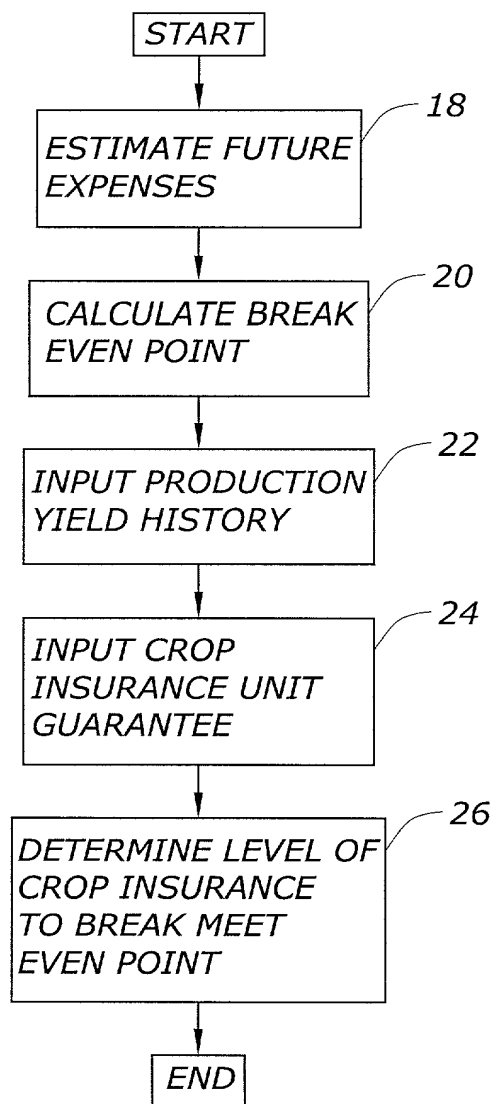 START
18
ESTIMATE FUTURE
EXPENSES
20
CALCULATE BREAK
EVEN POINT
22
INPUT PRODUCTION
YIELD HISTORY
24
INPUT CROP
INSURANCE UNIT
GUARANTEE
26
DETERMINE LEVEL OF
CROP INSURANCE
TO BREAK MEET
EVEN POINT
END